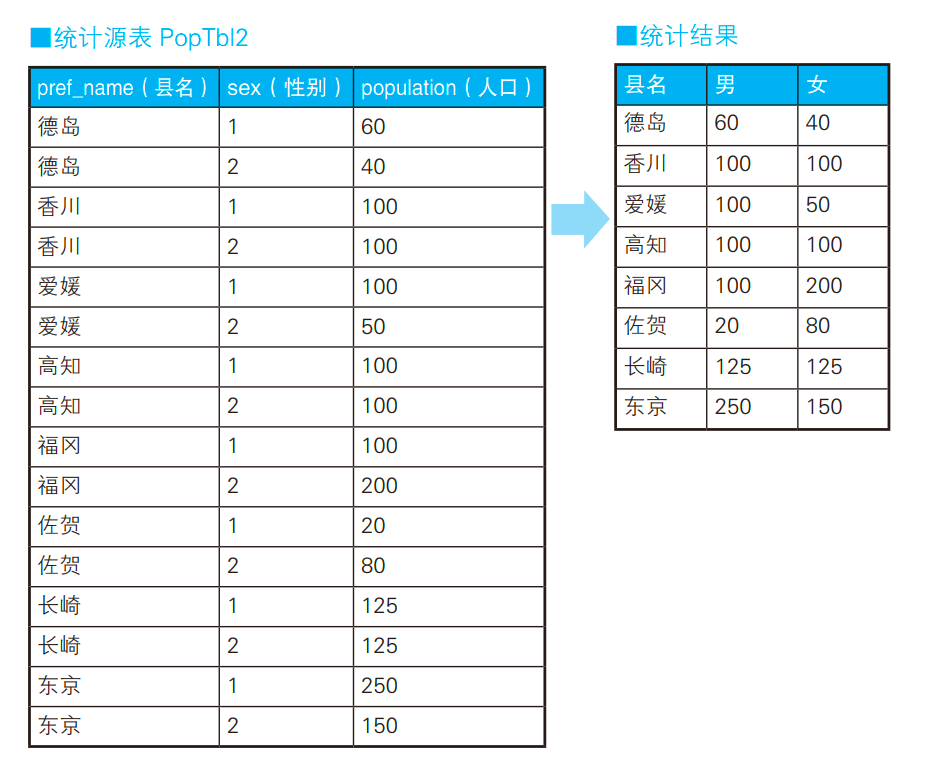 ■统计源表 PopTbl2
pref_name（县名） sex（性别） population（人口）
德岛 1 60
德岛 2 40
香川 1 100
香川 2 100
爱媛 1 100
爱媛 2 50
高知 1 100
高知 2 100
福冈 1 100
福冈 2 200
佐贺 1 20
佐贺 2 80
长崎 1 125
长崎 2 125
东京 1 250
东京 2 150
■统计结果
县名 男 女
德岛 60 40
香川 100 100
爱媛 100 50
高知 100 100
福冈 100 200
佐贺 20 80
长崎 125 125
东京 250 150